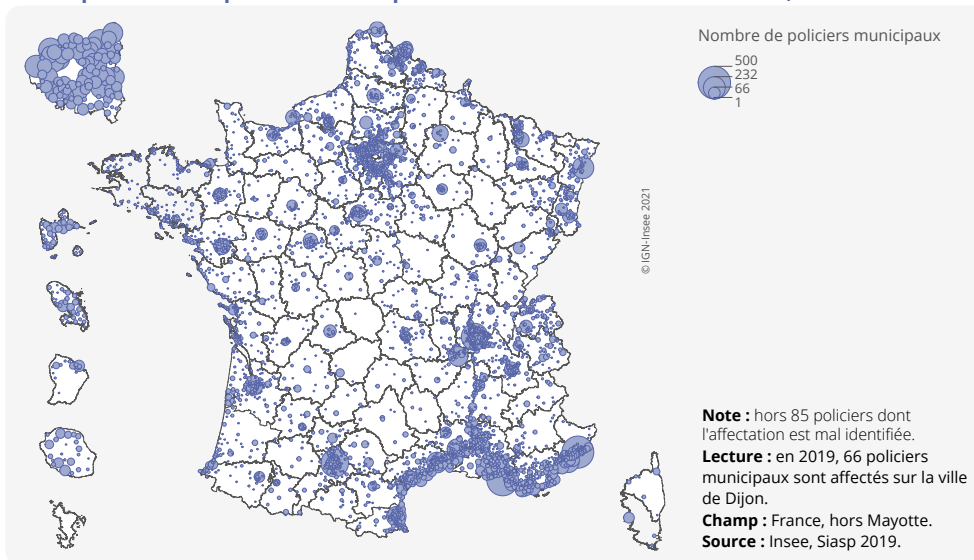 Nombre de policiers municipaux
500
232
66
1
© IGN-Insee 2021
Note : hors 85 policiers dont
l'affectation est mal identifiée.
Lecture : en 2019, 66 policiers
municipaux sont affectés sur la ville
de Dijon.
Champ : France, hors Mayotte.
Source : Insee, Siasp 2019.